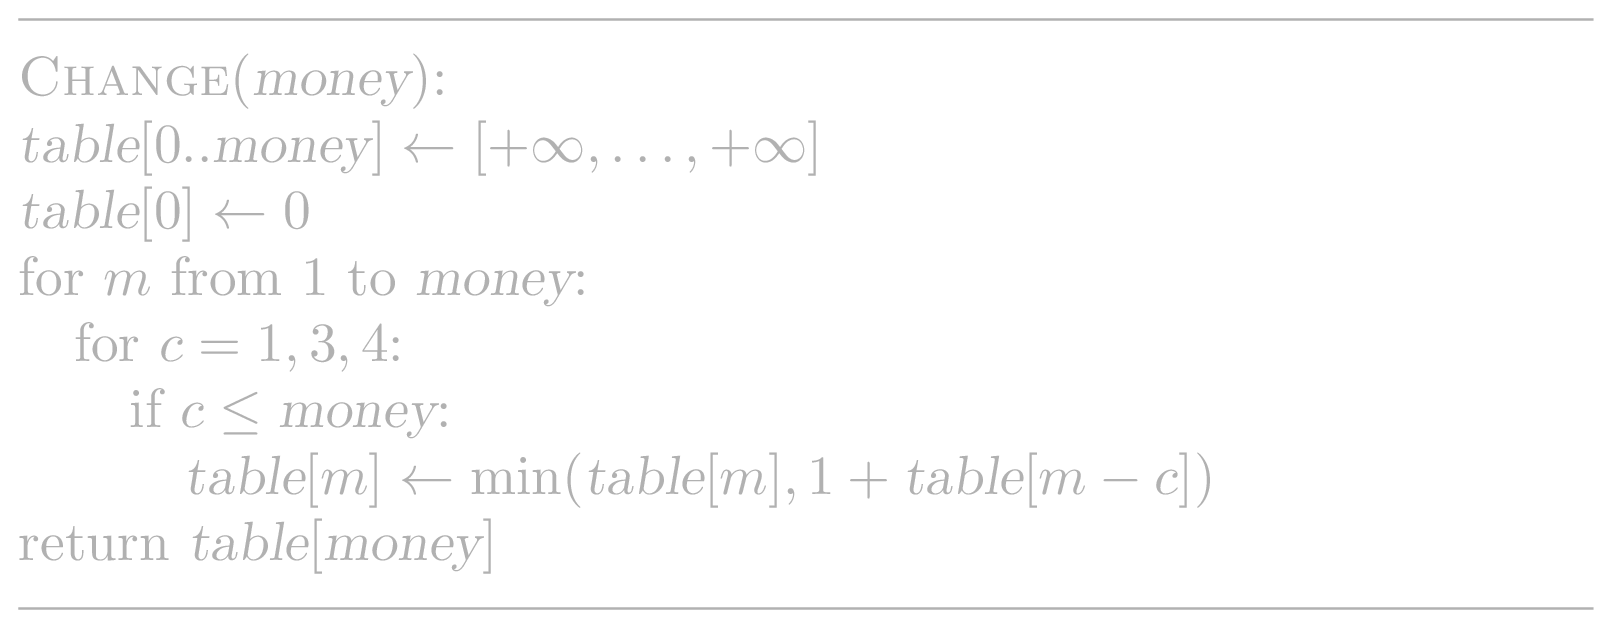 CHANGE(money):
table[0..money] ← [+∞, . . . , +∞]
table[0] ← 0
for m from 1 to money:
for c = 1, 3, 4:
if c ≤ money:
table[m] ← min(table[m], 1 + table[m − c])
return table[money]